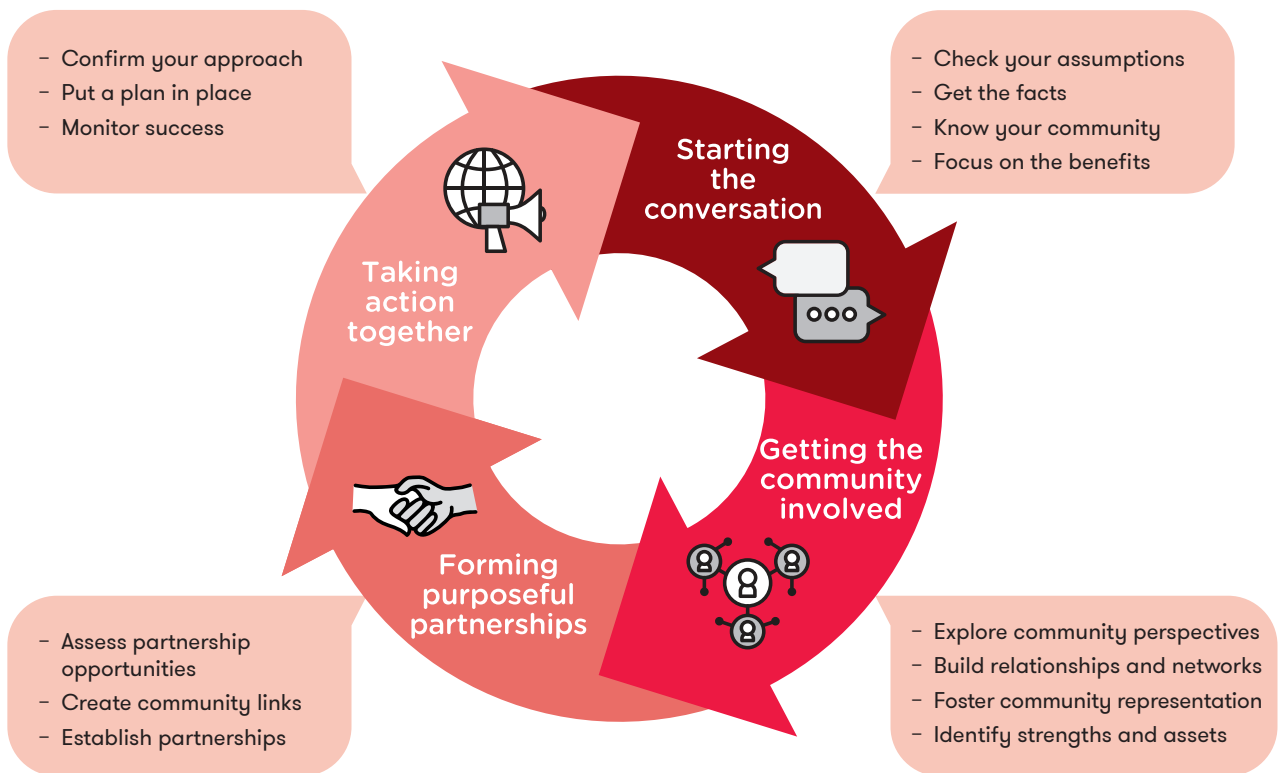 – Confirm your approach
– Put a plan in place
– Monitor success
– Check your assumptions
– Get the facts
– Know your community
– Focus on the benefits
Starting
the
conversation
Taking
action
together
Getting the
community
involved
Forming
purposeful
partnerships
– Assess partnership
opportunities
– Create community links
– Establish partnerships
– Explore community perspectives
– Build relationships and networks
– Foster community representation
– Identify strengths and assets